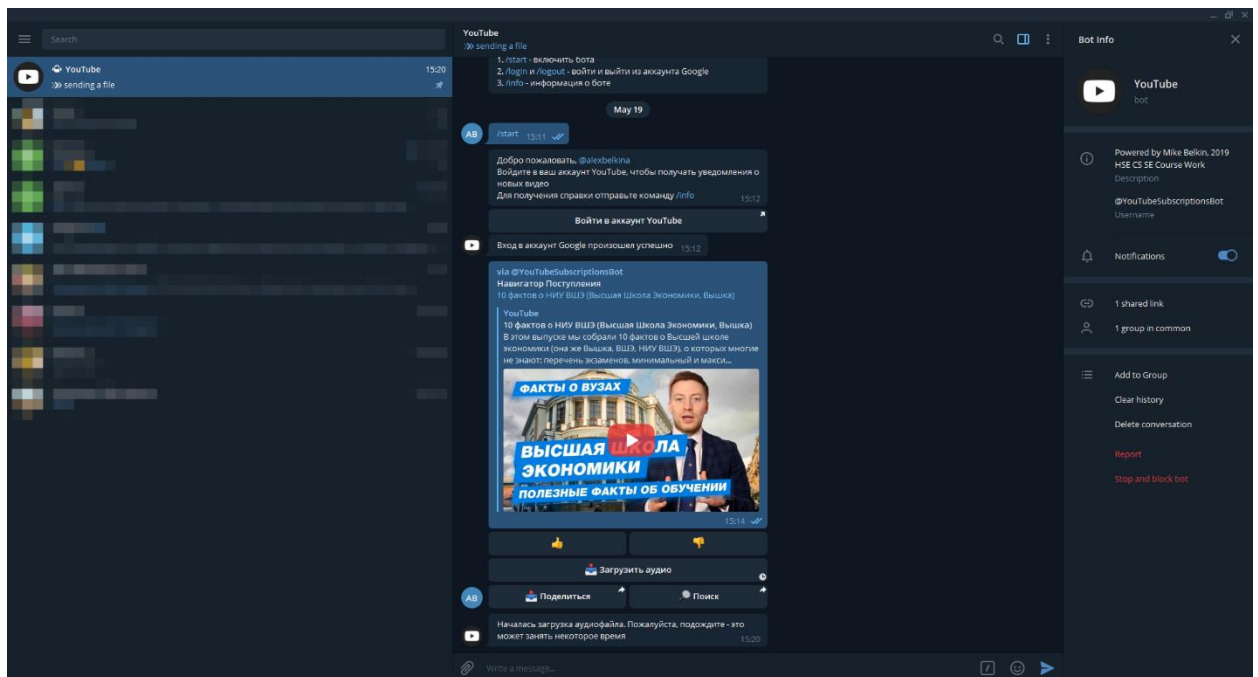 Search
YouTube
15:20
sending a file
YouTube
sending a file
1. /start - включить бота
2. /login и /logout - войти и выйти из аккаунта Google
3. /info - информация о боте
May 19
AB
/start 15:11
Добро пожаловать, @alexbelkina
Войдите в ваш аккаунт YouTube, чтобы получать уведомления о
новых видео
Для получения справки отправьте команду /info 15:12
Войти в аккаунт YouTube
Вход в аккаунт Google произошел успешно 15:12
via @YouTubeSubscriptionsBot
Навигатор Поступления
10 фактов о НИУ ВШЭ (Высшая Школа Экономики, Вышка)
YouTube
10 фактов о НИУ ВШЭ (Высшая Школа Экономики, Вышка)
В этом выпуске мы собрали 10 фактов о Высшей школе
экономики (она же Вышка, ВШЭ, НИУ ВШЭ), о которых многие
не знают: перечень экзаменов, минимальный и макси...
ФАКТЫ О ВУЗАХ
ВЫСШАЯ ШКОЛА
ЭКОНОМИКИ
ПОЛЕЗНЫЕ ФАКТЫ ОБ ОБУЧЕНИИ
15:14
Загрузить аудио
AB
Поделиться
Поиск
Началась загрузка аудиофайла. Пожалуйста, подождите - это
может занять некоторое время 15:20
Write a message...
Bot Info
YouTube
bot
Powered by Mike Belkin, 2019
HSE CS SE Course Work
Description
@YouTubeSubscriptionsBot
Username
Notifications
1 shared link
1 group in common
Add to Group
Clear history
Delete conversation
Report
Stop and block bot